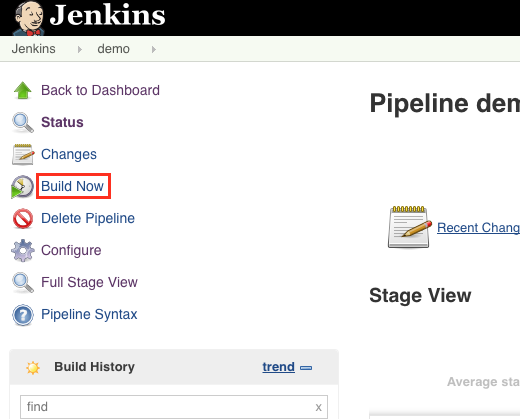 Jenkins
Jenkins demo
Back to Dashboard
Status
Changes
Build Now
Delete Pipeline
Configure
Full Stage View
Pipeline Syntax
Build History trend
find x
Pipeline dem
Recent Chang
Stage View
Average sta